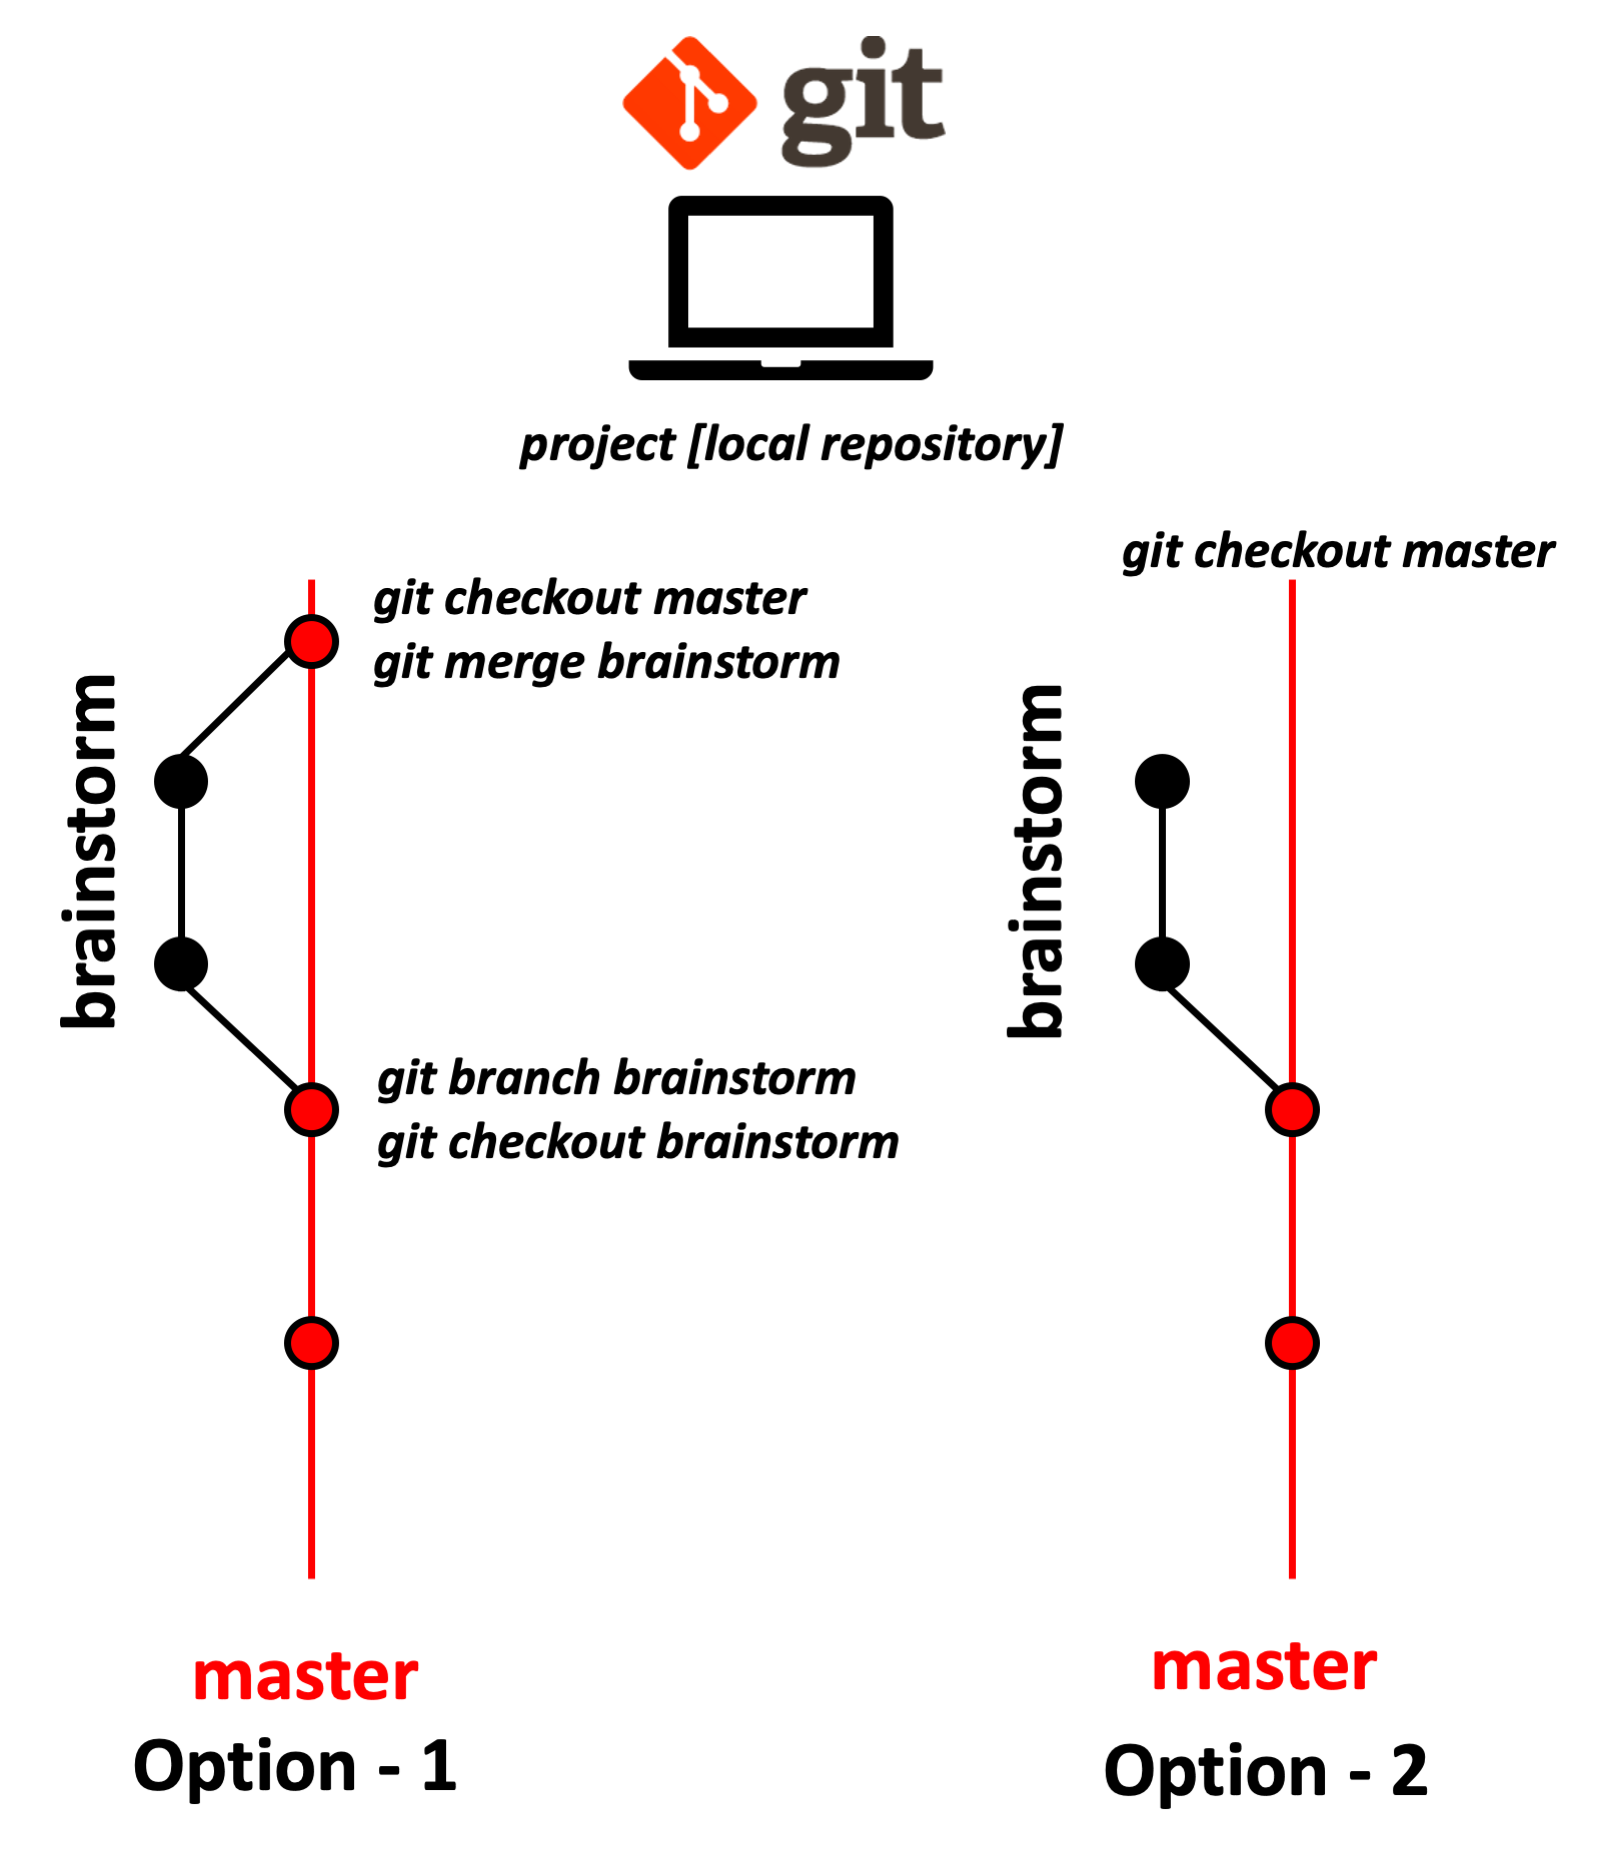 git
project [local repository]
git checkout master
git merge brainstorm
brainstorm
git branch brainstorm
git checkout brainstorm
master
Option - 1
git checkout master
brainstorm
master
Option - 2